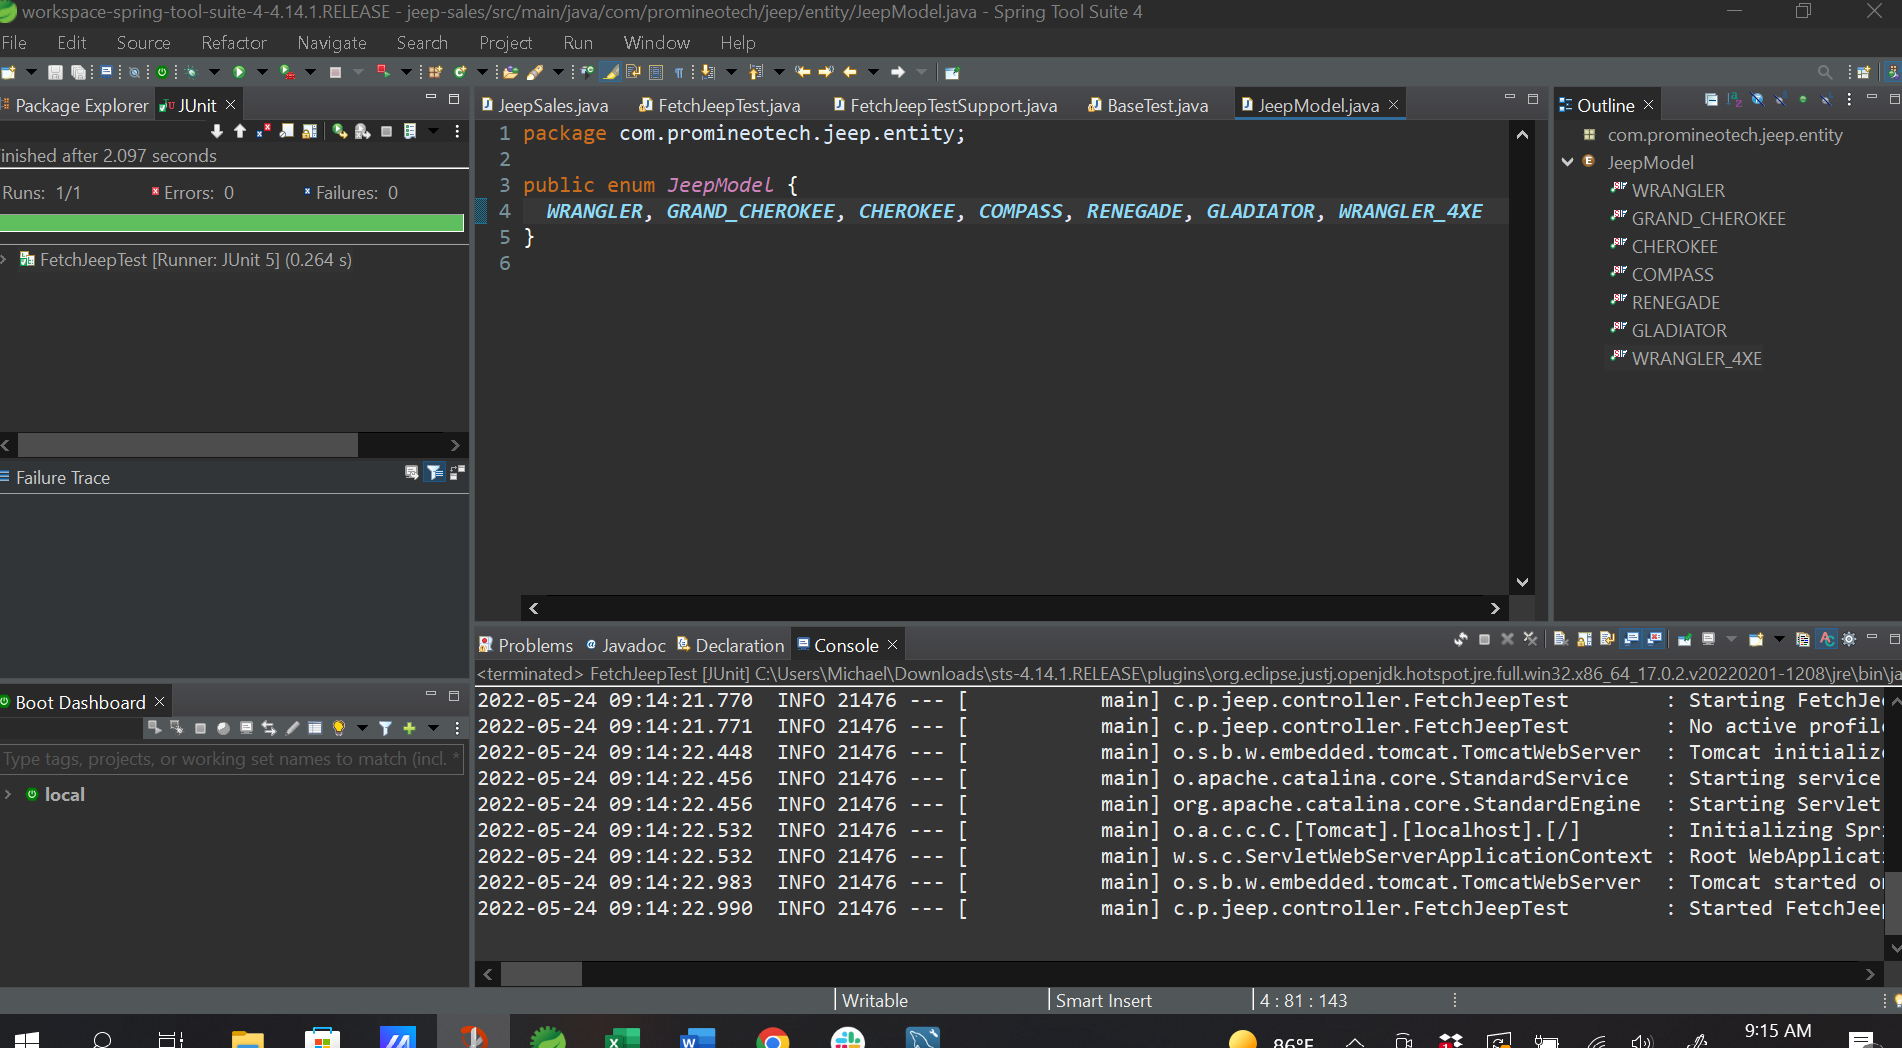 workspace-spring-tool-suite-4-4.14.1.RELEASE - jeep-sales/src/main/java/com/promineotech/jeep/entity/JeepModel.java - Spring Tool Suite 4
File Edit Source Refactor Navigate Search Project Run Window Help
Package Explorer JUnit
inished after 2.097 seconds
Runs: 1/1 Errors: 0 Failures: 0
FetchJeepTest [Runner: JUnit 5] (0.264 s)
Failure Trace
Boot Dashboard
Type tags, projects, or working set names to match (incl. *
local
JeepSales.java FetchJeepTest.java FetchJeepTestSupport.java BaseTest.java JeepModel.java
1 package com.promineotech.jeep.entity;
2
3 public enum JeepModel {
4 WRANGLER, GRAND_CHEROKEE, CHEROKEE, COMPASS, RENEGADE, GLADIATOR, WRANGLER_4XE
5 }
6
Outline
com.promineotech.jeep.entity
JeepModel
WRANGLER
GRAND_CHEROKEE
CHEROKEE
COMPASS
RENEGADE
GLADIATOR
WRANGLER_4XE
Problems Javadoc Declaration Console
<terminated> FetchJeepTest [JUnit] C:\Users\Michael\Downloads\sts-4.14.1.RELEASE\plugins\org.eclipse.justj.openjdk.hotspot.jre.full.win32.x86_64_17.0.2.v20220201-1208\jre\bin\ja
2022-05-24 09:14:21.770 INFO 21476 --- [ main] c.p.jeep.controller.FetchJeepTest : Starting FetchJe
2022-05-24 09:14:21.771 INFO 21476 --- [ main] c.p.jeep.controller.FetchJeepTest : No active profil
2022-05-24 09:14:22.448 INFO 21476 --- [ main] o.s.b.w.embedded.tomcat.TomcatWebServer : Tomcat initialize
2022-05-24 09:14:22.456 INFO 21476 --- [ main] o.apache.catalina.core.StandardService : Starting service
2022-05-24 09:14:22.456 INFO 21476 --- [ main] org.apache.catalina.core.StandardEngine : Starting Servlet
2022-05-24 09:14:22.532 INFO 21476 --- [ main] o.a.c.c.C.[Tomcat].[localhost].[/] : Initializing Spri
2022-05-24 09:14:22.532 INFO 21476 --- [ main] w.s.c.ServletWebServerApplicationContext : Root WebApplicati
2022-05-24 09:14:22.983 INFO 21476 --- [ main] o.s.b.w.embedded.tomcat.TomcatWebServer : Tomcat started o
2022-05-24 09:14:22.990 INFO 21476 --- [ main] c.p.jeep.controller.FetchJeepTest : Started FetchJeep
Writable Smart Insert 4 : 81 : 143
86°F 9:15 AM